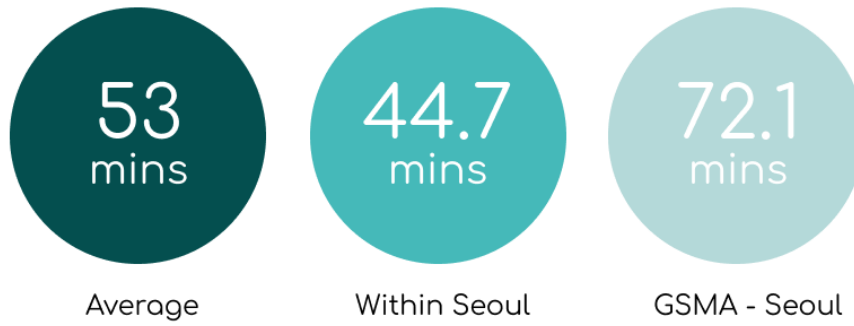 53
mins
44.7
mins
72.1
mins
Average
Within Seoul
GSMA - Seoul